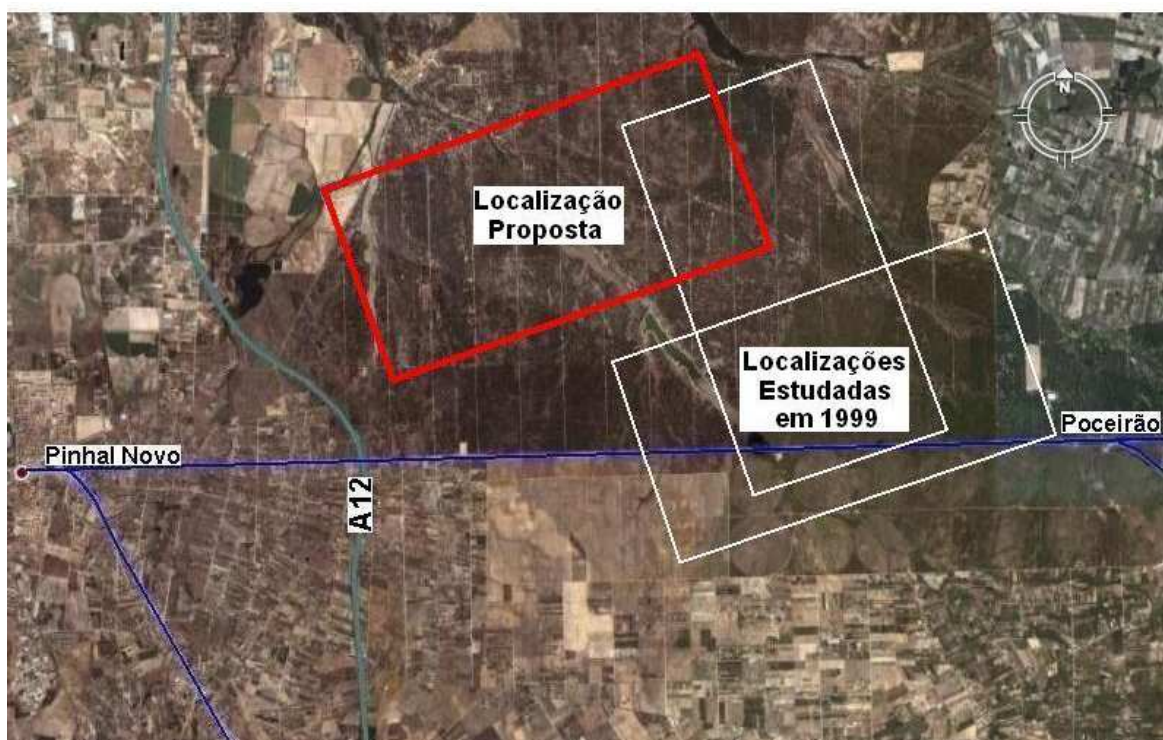 N
Localização
Proposta
Localizações
Estudadas
em 1999
Poceirão
Pinhal Novo
A12